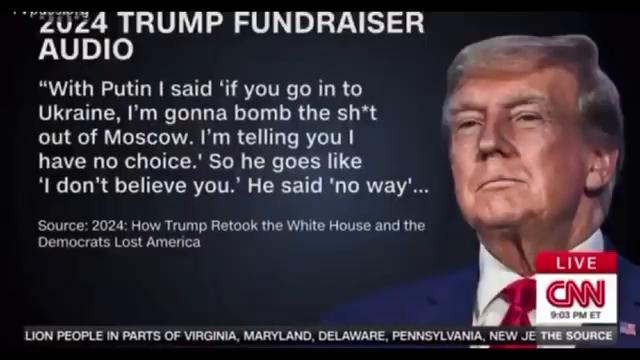 2024 TRUMP FUNDRAISER
AUDIO
“With Putin I said ‘if you go in to
Ukraine, I’m gonna bomb the sh*t
out of Moscow. I’m telling you I
have no choice.' So he goes like
‘I don’t believe you.’ He said 'no way'...
Source: 2024: How Trump Retook the White House and the
Democrats Lost America
LIVE
CNN
9:03 PM ET
LION PEOPLE IN PARTS OF VIRGINIA, MARYLAND, DELAWARE, PENNSYLVANIA, NEW JE THE SOURCE